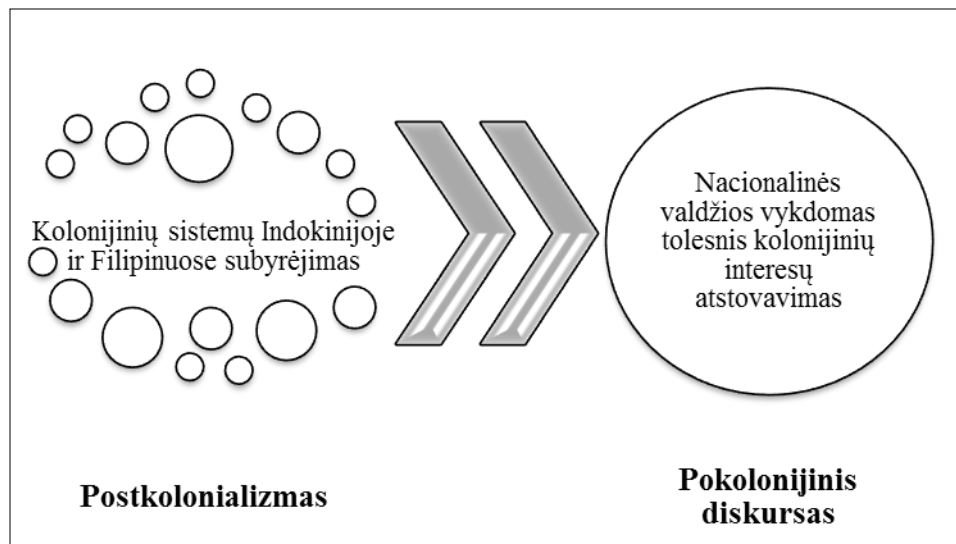 Kolonijinių sistemų Indokinijoje
ir Filipinuose subyrėjimas
Nacionalinės
valdžios vykdomas
tolesnis kolonijinių
interesų
atstovavimas
Postkolonializmas
Pokolonijinis
diskursas